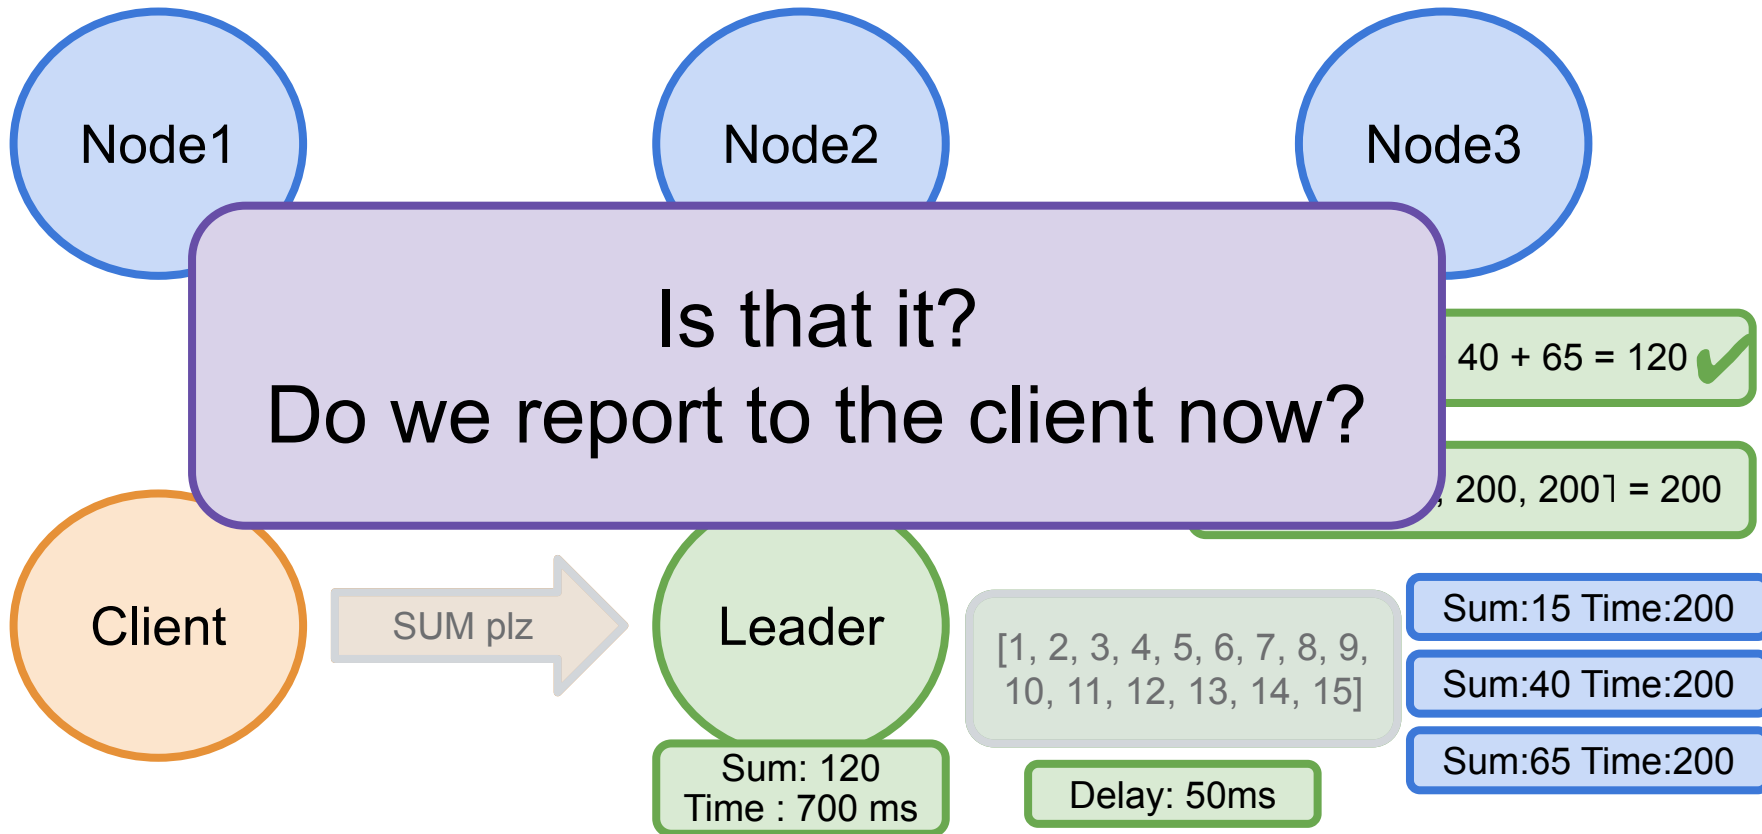 Node1
Node2
Node3
Is that it?
Do we report to the client now?
40 + 65 = 120 ✔
, 200, 200] = 200
Client
SUM plz
Leader
[1, 2, 3, 4, 5, 6, 7, 8, 9,
10, 11, 12, 13, 14, 15]
Sum:15 Time:200
Sum:40 Time:200
Sum:65 Time:200
Sum: 120
Time : 700 ms
Delay: 50ms